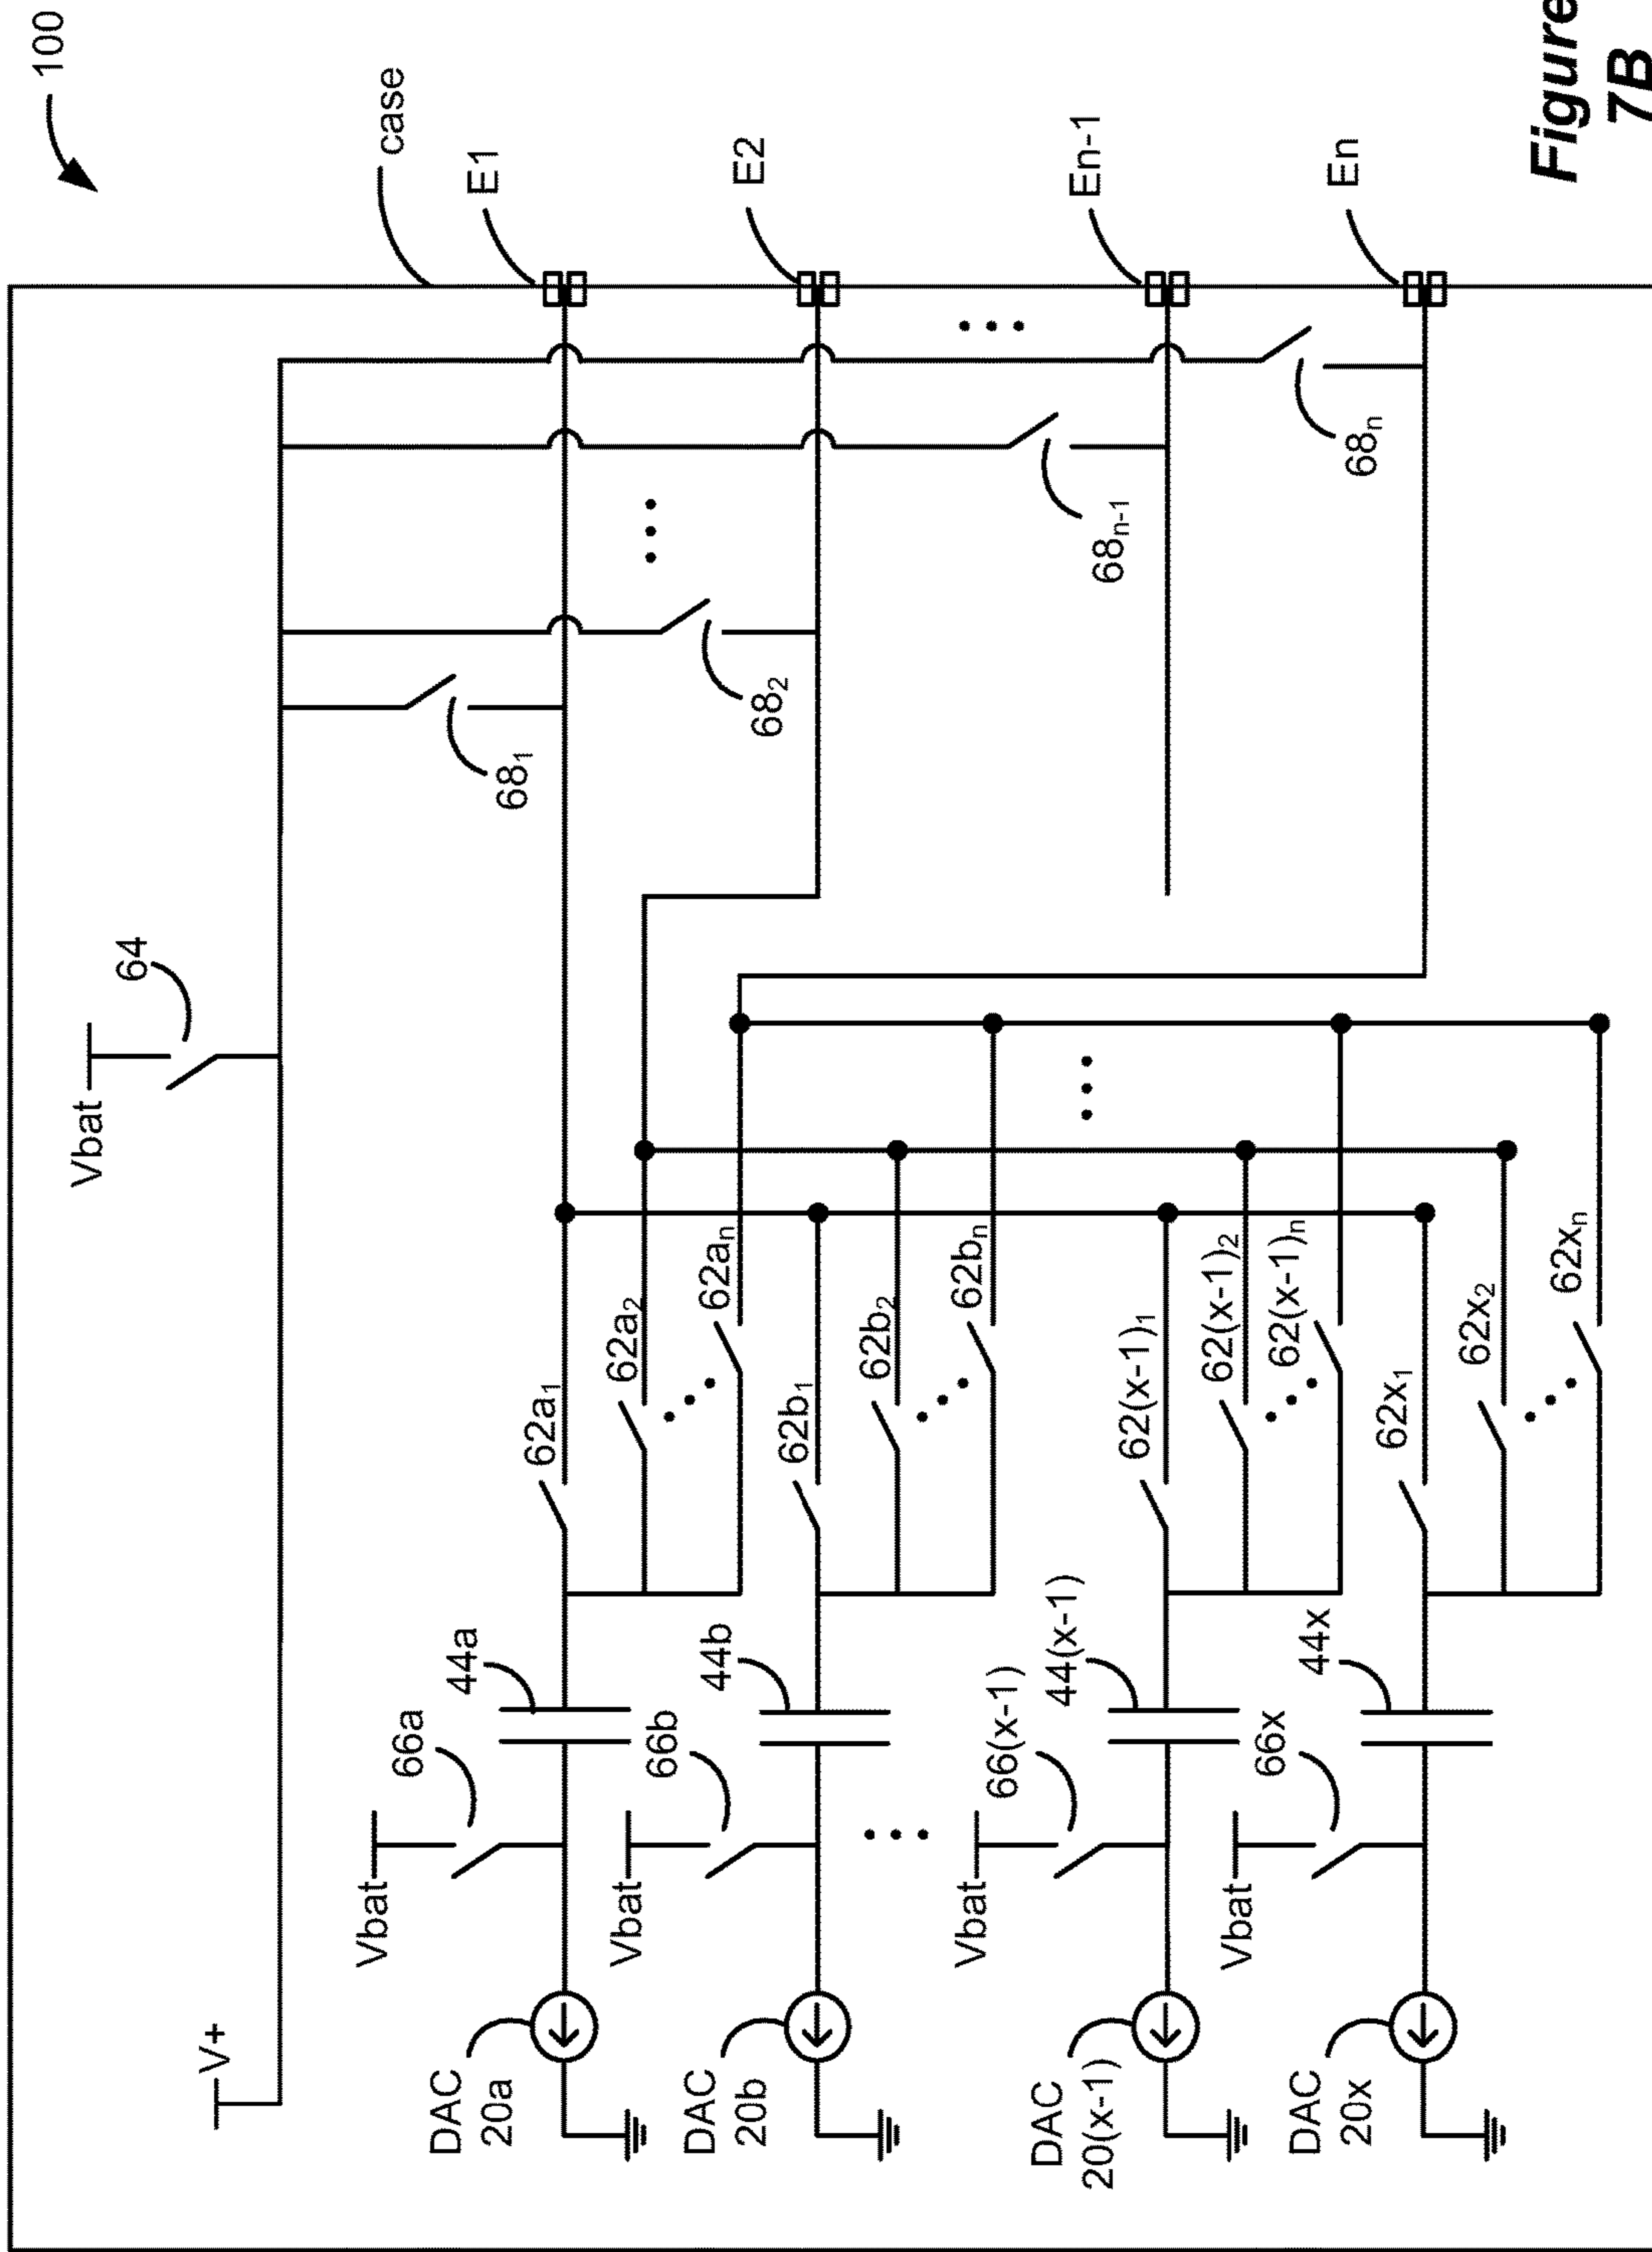 100
case
E1
E2
En-1
En
Vbat
64
V+
68₁
68₂
68ₙ₋₁
68ₙ
Vbat
66a
44a
62a₁
62a₂
62aₙ
DAC
20a
Vbat
66b
44b
62b₁
62b₂
62bₙ
DAC
20b
Vbat
66(x-1)
44(x-1)
62(x-1)₁
62(x-1)₂
62(x-1)ₙ
DAC
20(x-1)
Vbat
66x
44x
62x₁
62x₂
62xₙ
DAC
20x
Figure
7B